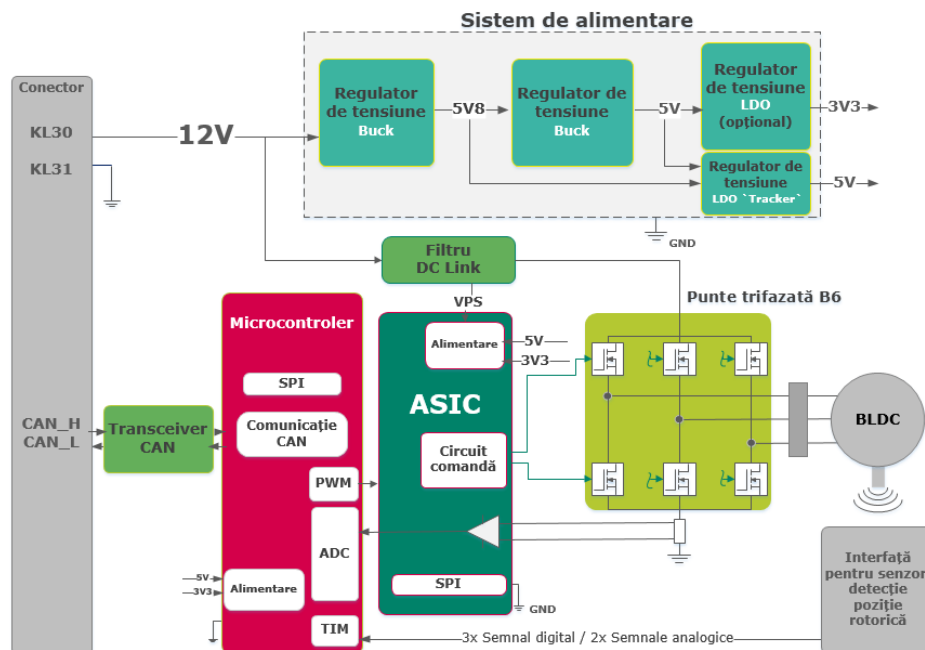 Sistem de alimentare
Conector
KL30
KL31
12V
Regulator
de tensiune
Buck
5V8
Regulator de
tensiune
Buck
5V
Regulator
de tensiune
LDO
(opțional)
3V3
Regulator de
tensiune
LDO `Tracker`
5V
GND
Filtru
DC Link
VPS
Punte trifazată B6
Microcontroler
SPI
Comunicație
CAN
PWM
ADC
5V
3V3
Alimentare
TIM
CAN_H
CAN_L
Transceiver
CAN
Alimentare
5V
3V3
ASIC
Circuit
comandă
SPI
GND
BLDC
Interfață
pentru senzor
detecție
poziție
rotorică
3x Semnal digital / 2x Semnale analogice